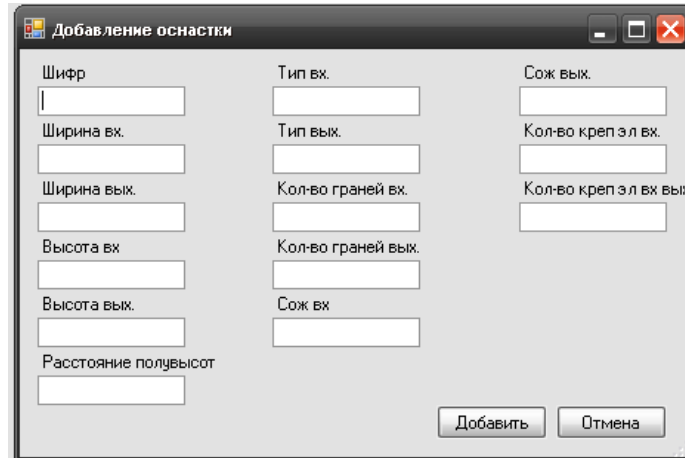 Добавление оснастки
Шифр
Тип вх.
Сож вых.
Ширина вх.
Тип вых.
Кол-во креп эл вх.
Ширина вых.
Кол-во граней вх.
Кол-во креп эл вх вых
Высота вх
Кол-во граней вых.
Высота вых.
Сож вх
Расстояние полувысот
Добавить
Отмена